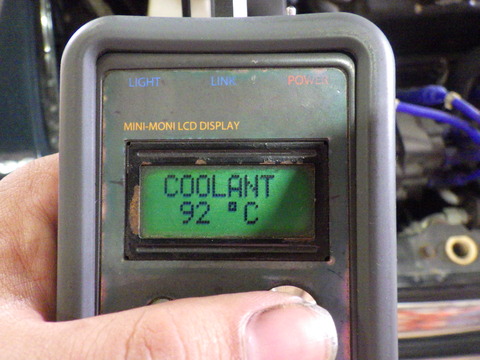 LIGHT LINK POWER
MINI-MONI LCD DISPLAY
COOLANT
92 °C